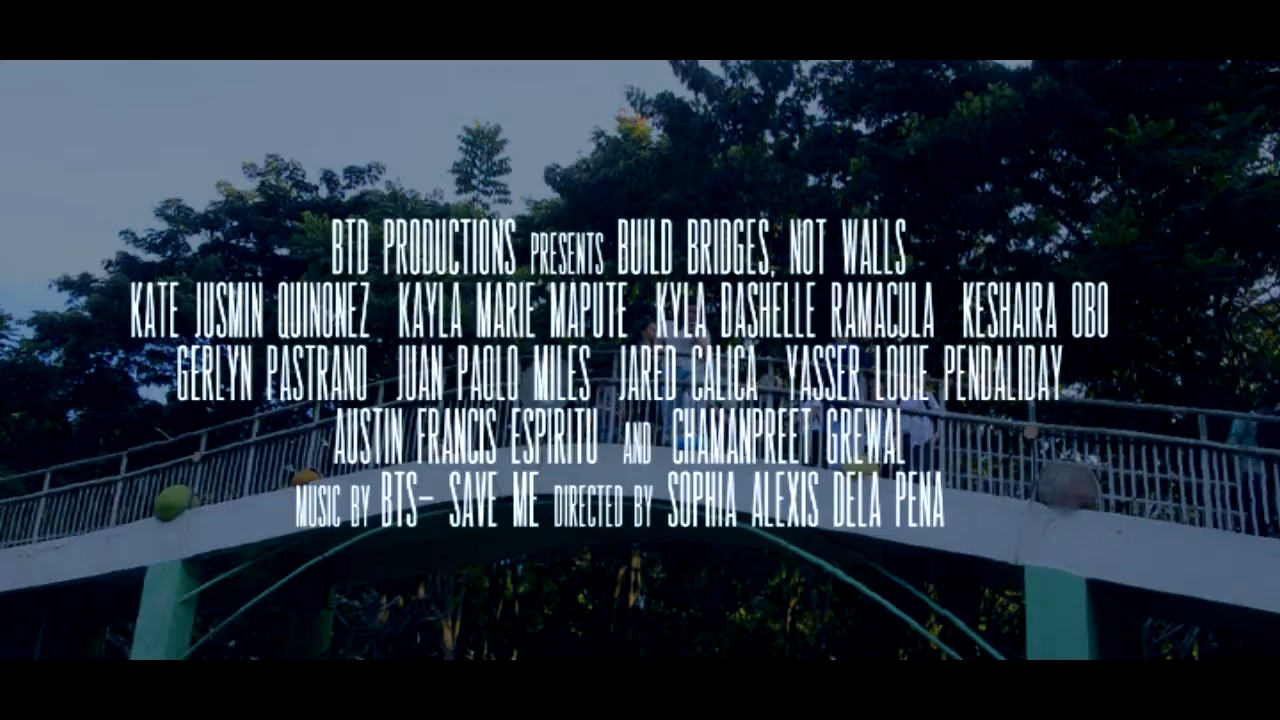 BTD PRODUCTIONS PRESENTS BUILD BRIDGES, NOT WALLS
KATE JUSMIN QUINONEZ KAYLA MARIE MAPUTE KYLA DASHELLE RAMACULA KESHAIRA OBO
GERLYN PASTRANO JUAN PAOLO MILES JARED CALICA YASSER LOUIE PENDALIDAY
AUSTIN FRANCIS ESPIRITU AND CHAMANPREET GREWAL
MUSIC BY BTS- SAVE ME DIRECTED BY SOPHIA ALEXIS DELA PENA